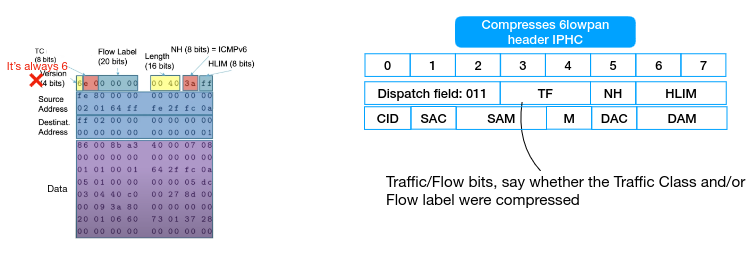 TC
(8 bits)
It's always 6
Version
(4 bits)
Flow Label
(20 bits)
Length
(16 bits)
NH (8 bits) = ICMPv6
HLIM (8 bits)
6e 00 00 00 00 40 3a ff
Source
Address
fe 80 00 00 00 00 00 00
02 01 64 ff fe 2f fc 0a
Destinat.
Address
ff 02 00 00 00 00 00 00
00 00 00 00 00 00 00 01
Data
86 00 8b a3 40 00 07 08
00 00 00 00 00 00 00 00
01 01 00 01 64 2f fc 0a
05 01 00 00 00 00 05 dc
03 04 40 c0 00 27 8d 00
00 09 3a 80 00 00 00 00
20 01 06 60 73 01 37 28
00 00 00 00 00 00 00 00
Compresses 6lowpan
header IPHC
0 1 2 3 4 5 6 7
Dispatch field: 011 TF NH HLIM
CID SAC SAM M DAC DAM
Traffic/Flow bits, say whether the Traffic Class and/or
Flow label were compressed